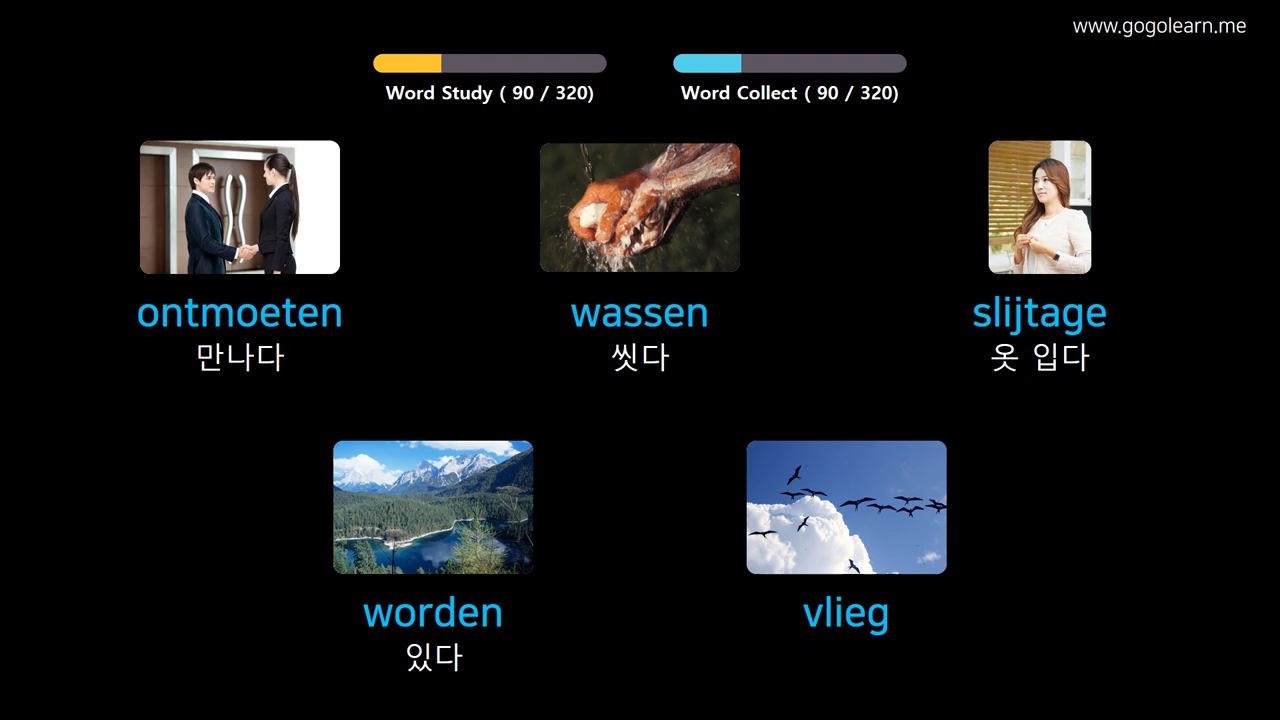 www.gogolearn.me
Word Study ( 90 / 320)
Word Collect ( 90 / 320)
ontmoeten
만나다
wassen
씻다
slijtage
옷 입다
worden
있다
vlieg